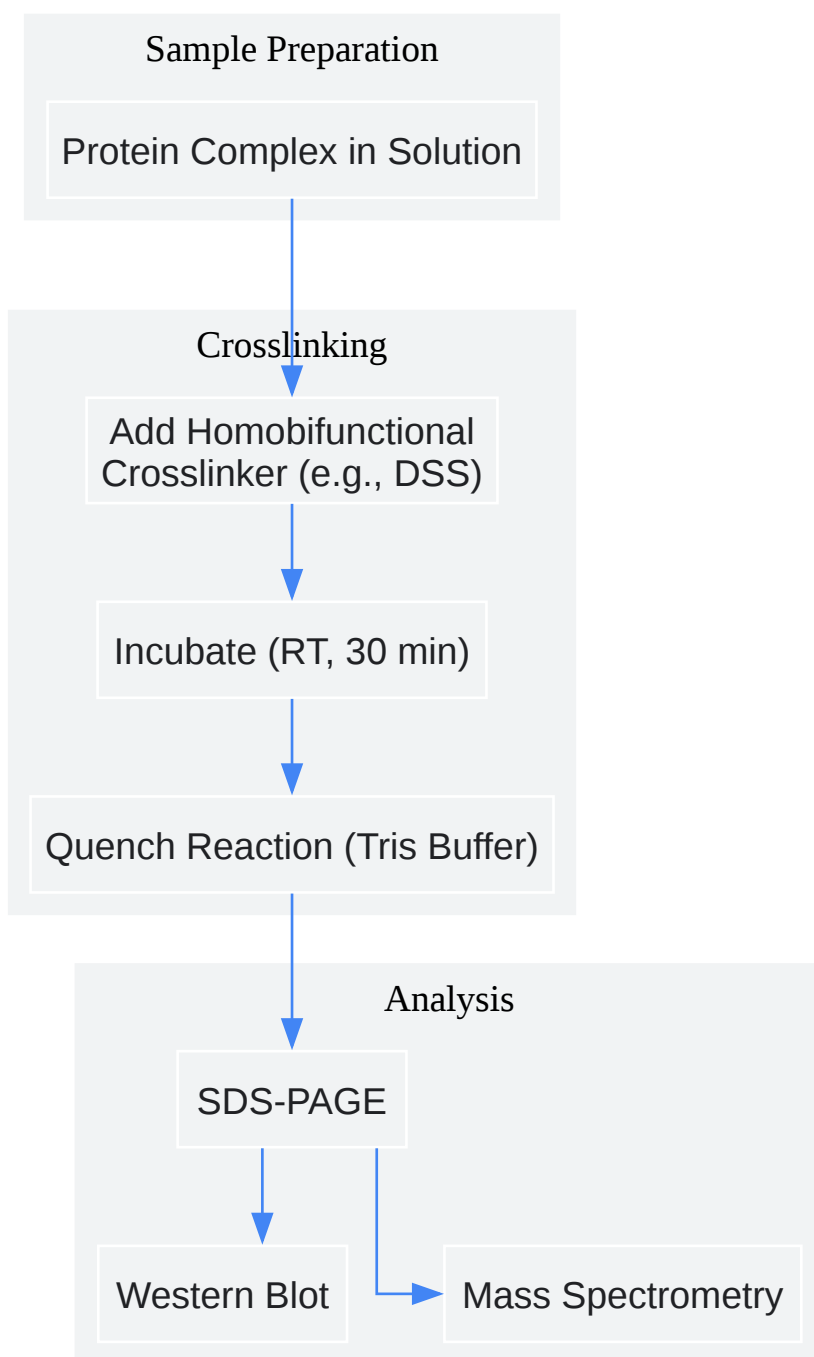 Sample Preparation
Protein Complex in Solution
Crosslinking
Add Homobifunctional
Crosslinker (e.g., DSS)
Incubate (RT, 30 min)
Quench Reaction (Tris Buffer)
Analysis
SDS-PAGE
Western Blot
Mass Spectrometry